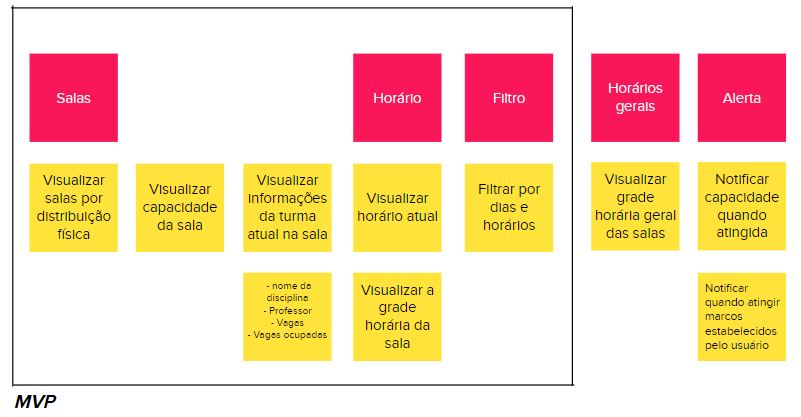 Salas
Horário
Filtro
Horários
gerais
Alerta
Visualizar
salas por
distribuição
física
Visualizar
capacidade
da sala
Visualizar
informações
da turma
atual na sala
Visualizar
horário atual
Filtrar por
dias e
horários
Visualizar
grade
horária geral
das salas
Notificar
capacidade
quando
atingida
- nome da
disciplina
- Professor
- Vagas
- Vagas ocupadas
Visualizar a
grade
horária da
sala
Notificar
quando atingir
marcos
estabelecidos
pelo usuário
MVP